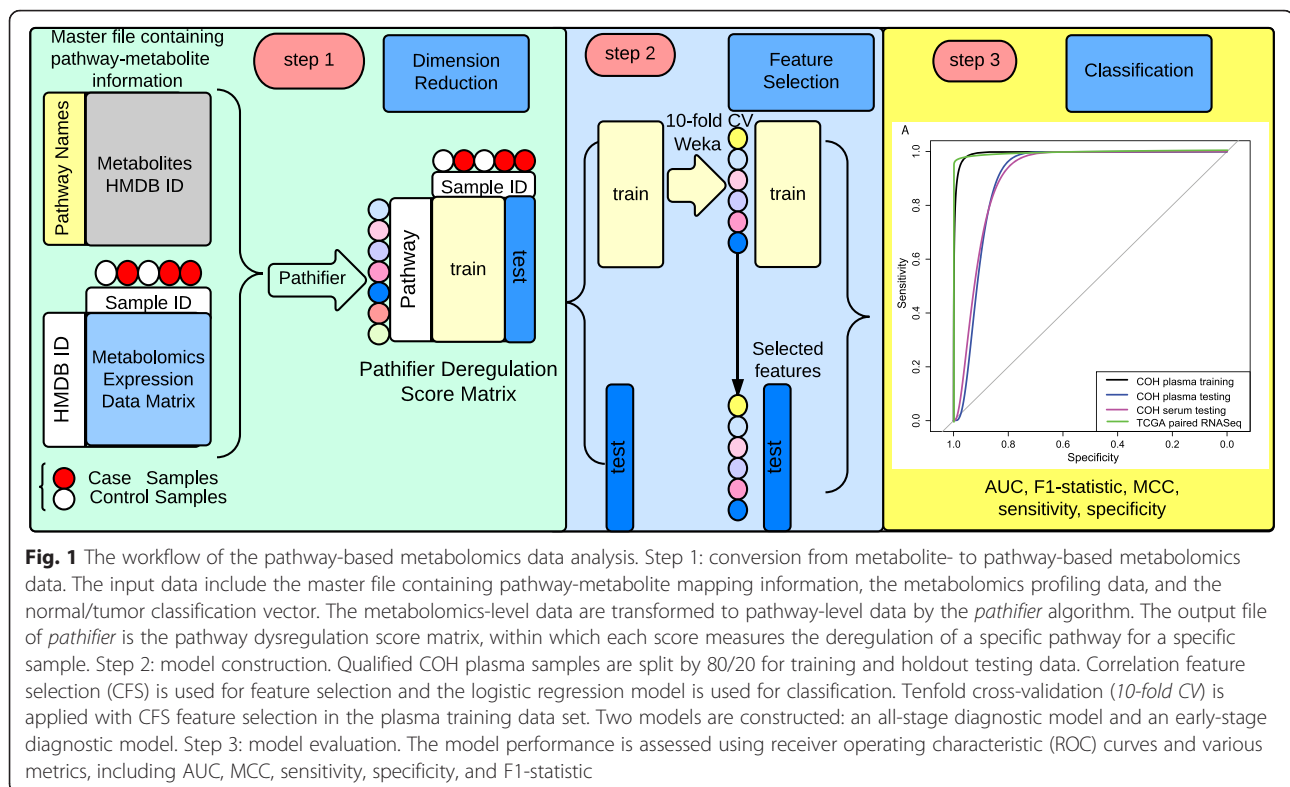 Master file containing
pathway-metabolite
information
step 1
Dimension
Reduction
Pathway Names
Metabolites
HMDB ID
Sample ID
HMDB ID
Metabolomics
Expression
Data Matrix
Case Samples
Control Samples
Pathifier
Sample ID
Pathway
train
test
Pathifier Deregulation
Score Matrix
step 2
Feature
Selection
train
10-fold CV
Weka
train
Selected
features
test
test
step 3
Classification
A
Sensitivity
1.0
0.8
0.6
0.4
0.2
0.0
COH plasma training
COH plasma testing
COH serum testing
TCGA paired RNASeq
1.0 0.8 0.6 0.4 0.2 0.0
Specificity
AUC, F1-statistic, MCC,
sensitivity, specificity
Fig. 1 The workflow of the pathway-based metabolomics data analysis. Step 1: conversion from metabolite- to pathway-based metabolomics
data. The input data include the master file containing pathway-metabolite mapping information, the metabolomics profiling data, and the
normal/tumor classification vector. The metabolomics-level data are transformed to pathway-level data by the pathifier algorithm. The output file
of pathifier is the pathway dysregulation score matrix, within which each score measures the deregulation of a specific pathway for a specific
sample. Step 2: model construction. Qualified COH plasma samples are split by 80/20 for training and holdout testing data. Correlation feature
selection (CFS) is used for feature selection and the logistic regression model is used for classification. Tenfold cross-validation (10-fold CV) is
applied with CFS feature selection in the plasma training data set. Two models are constructed: an all-stage diagnostic model and an early-stage
diagnostic model. Step 3: model evaluation. The model performance is assessed using receiver operating characteristic (ROC) curves and various
metrics, including AUC, MCC, sensitivity, specificity, and F1-statistic